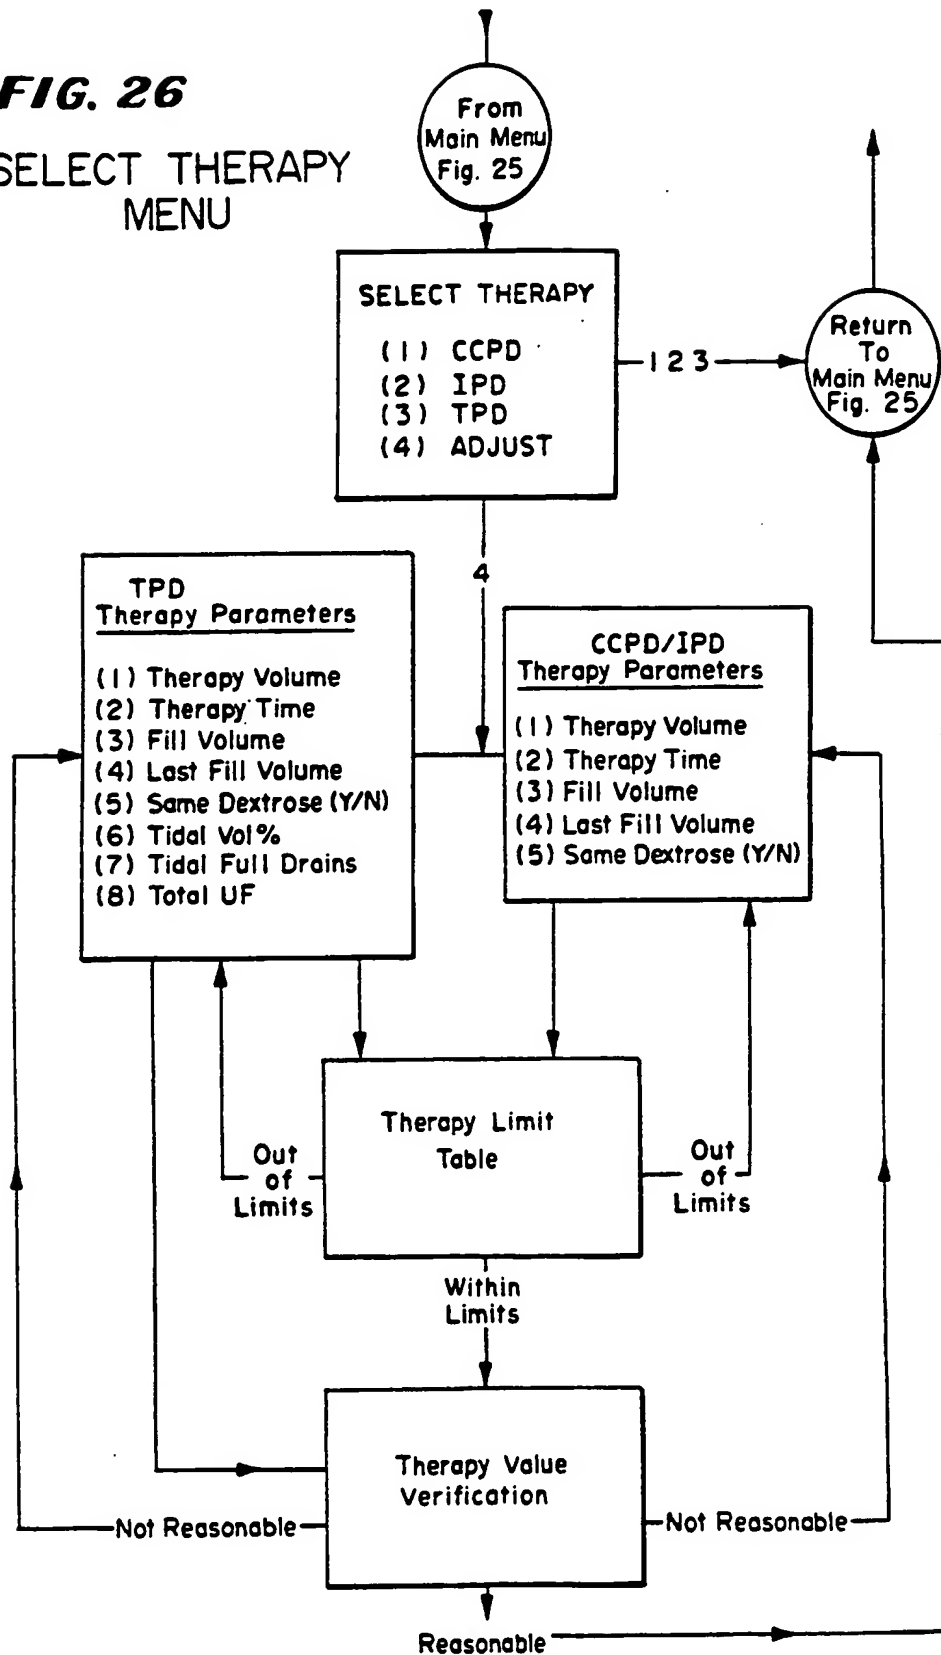 FIG. 26
SELECT THERAPY
MENU
From
Main Menu
Fig. 25
SELECT THERAPY
(1) CCPD
(2) IPD
(3) TPD
(4) ADJUST
1 2 3
Return
To
Main Menu
Fig. 25
4
TPD
Therapy Parameters
(1) Therapy Volume
(2) Therapy Time
(3) Fill Volume
(4) Last Fill Volume
(5) Same Dextrose (Y/N)
(6) Tidal Vol%
(7) Tidal Full Drains
(8) Total UF
CCPD/IPD
Therapy Parameters
(1) Therapy Volume
(2) Therapy Time
(3) Fill Volume
(4) Last Fill Volume
(5) Same Dextrose (Y/N)
Therapy Limit
Table
Out
of
Limits
Out
of
Limits
Within
Limits
Therapy Value
Verification
Not Reasonable
Not Reasonable
Reasonable